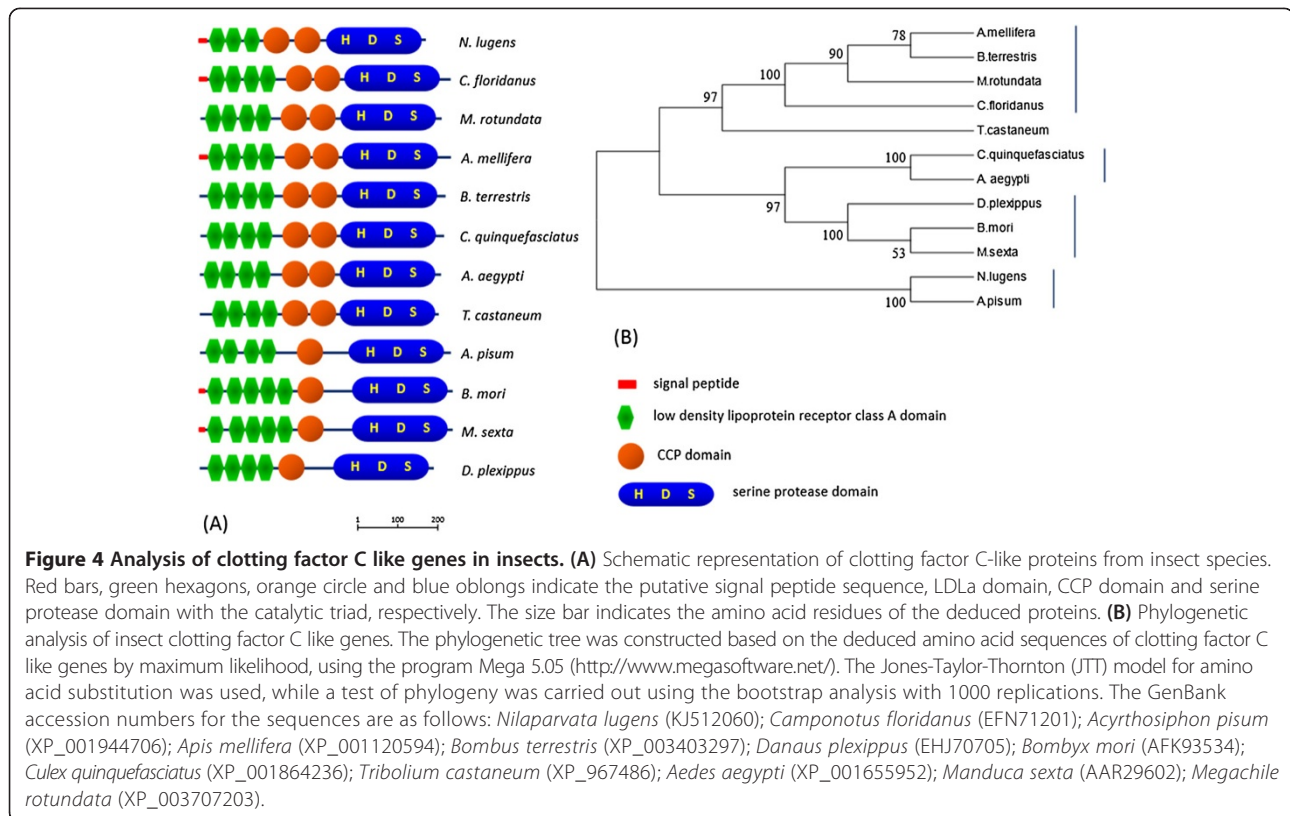 H D S
N. lugens
H D S
C. floridanus
H D S
M. rotundata
H D S
A. mellifera
H D S
B. terrestris
H D S
C. quinquefasciatus
H D S
A. aegypti
H D S
T. castaneum
H D S
A. pisum
H D S
B. mori
H D S
M. sexta
H D S
D. plexippus
(A)
1 100 200
78
90
100
97
100
97
100
53
100
A.mellifera
B.terrestris
M.rotundata
C.floridanus
T.castaneum
C.quinquefasciatus
A. aegypti
D.plexippus
B.mori
M.sexta
N.lugens
A.pisum
(B)
signal peptide
low density lipoprotein receptor class A domain
CCP domain
H D S
serine protease domain
Figure 4 Analysis of clotting factor C like genes in insects. (A) Schematic representation of clotting factor C-like proteins from insect species.
Red bars, green hexagons, orange circle and blue oblongs indicate the putative signal peptide sequence, LDLa domain, CCP domain and serine
protease domain with the catalytic triad, respectively. The size bar indicates the amino acid residues of the deduced proteins. (B) Phylogenetic
analysis of insect clotting factor C like genes. The phylogenetic tree was constructed based on the deduced amino acid sequences of clotting factor C
like genes by maximum likelihood, using the program Mega 5.05 (http://www.megasoftware.net/). The Jones-Taylor-Thornton (JTT) model for amino
acid substitution was used, while a test of phylogeny was carried out using the bootstrap analysis with 1000 replications. The GenBank
accession numbers for the sequences are as follows: Nilaparvata lugens (KJ512060); Camponotus floridanus (EFN71201); Acyrthosiphon pisum
(XP_001944706); Apis mellifera (XP_001120594); Bombus terrestris (XP_003403297); Danaus plexippus (EHJ70705); Bombyx mori (AFK93534);
Culex quinquefasciatus (XP_001864236); Tribolium castaneum (XP_967486); Aedes aegypti (XP_001655952); Manduca sexta (AAR29602); Megachile
rotundata (XP_003707203).